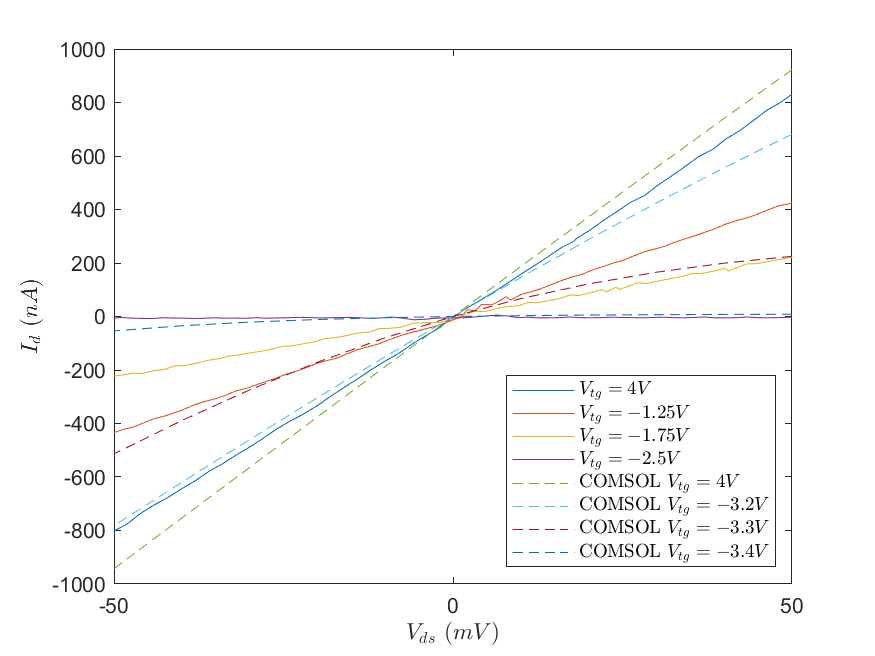 1000
800
600
400
200
0
-200
-400
-600
-800
-1000
I_d (nA)
-50
0
50
V_ds (mV)
V_tg = 4V
V_tg = −1.25V
V_tg = −1.75V
V_tg = −2.5V
COMSOL V_tg = 4V
COMSOL V_tg = −3.2V
COMSOL V_tg = −3.3V
COMSOL V_tg = −3.4V